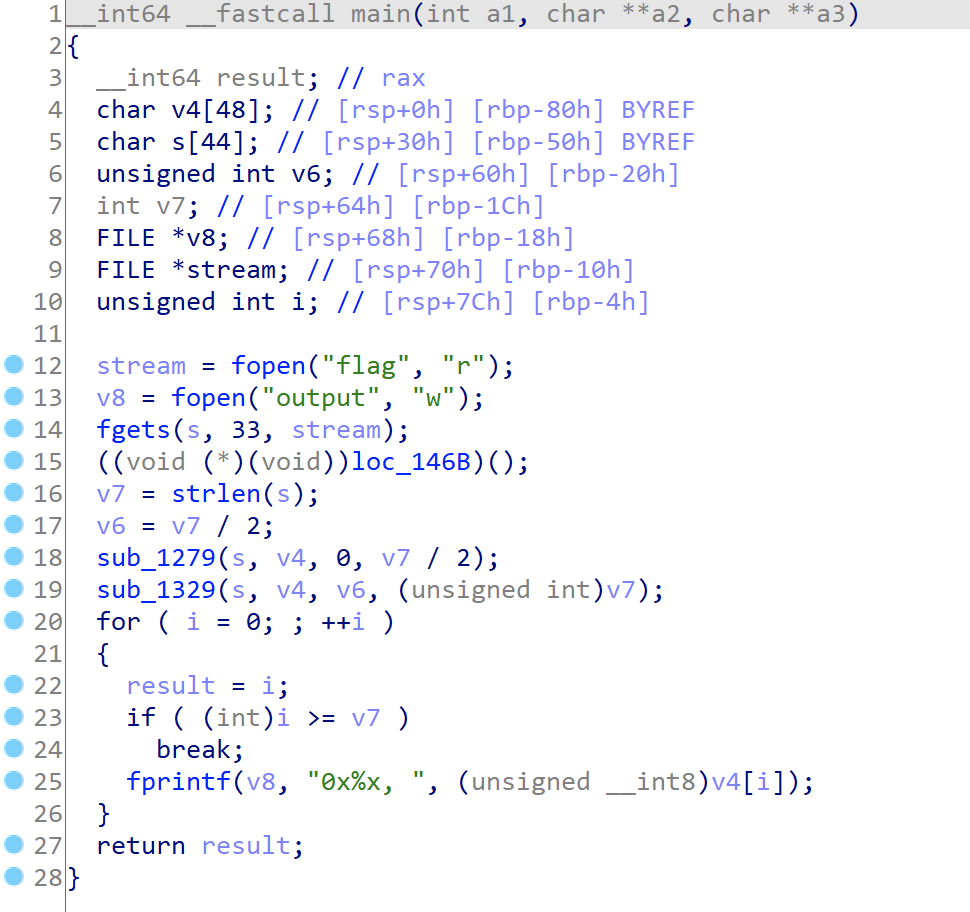 1 __int64 __fastcall main(int a1, char **a2, char **a3)
2 {
3   __int64 result; // rax
4   char v4[48]; // [rsp+0h] [rbp-80h] BYREF
5   char s[44]; // [rsp+30h] [rbp-50h] BYREF
6   unsigned int v6; // [rsp+60h] [rbp-20h]
7   int v7; // [rsp+64h] [rbp-1Ch]
8   FILE *v8; // [rsp+68h] [rbp-18h]
9   FILE *stream; // [rsp+70h] [rbp-10h]
10   unsigned int i; // [rsp+7Ch] [rbp-4h]
11
12   stream = fopen("flag", "r");
13   v8 = fopen("output", "w");
14   fgets(s, 33, stream);
15   ((void (*)(void))loc_146B)();
16   v7 = strlen(s);
17   v6 = v7 / 2;
18   sub_1279(s, v4, 0, v7 / 2);
19   sub_1329(s, v4, v6, (unsigned int)v7);
20   for ( i = 0; ; ++i )
21   {
22     result = i;
23     if ( (int)i >= v7 )
24       break;
25     fprintf(v8, "0x%x, ", (unsigned __int8)v4[i]);
26   }
27   return result;
28 }